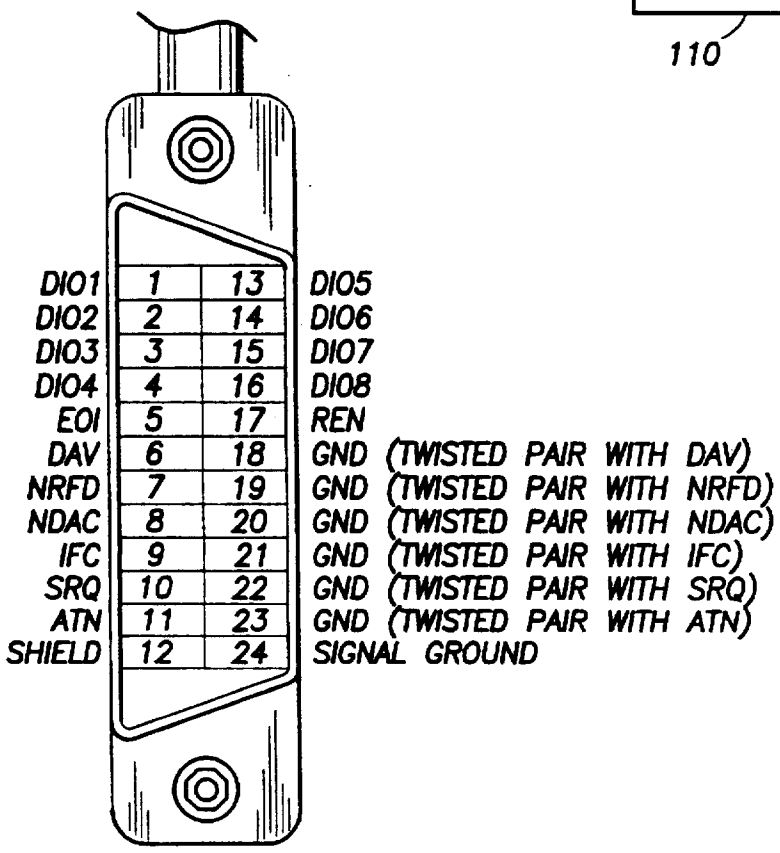 110
DIO1 1 13 DIO5
DIO2 2 14 DIO6
DIO3 3 15 DIO7
DIO4 4 16 DIO8
EOI 5 17 REN
DAV 6 18 GND (TWISTED PAIR WITH DAV)
NRFD 7 19 GND (TWISTED PAIR WITH NRFD)
NDAC 8 20 GND (TWISTED PAIR WITH NDAC)
IFC 9 21 GND (TWISTED PAIR WITH IFC)
SRQ 10 22 GND (TWISTED PAIR WITH SRQ)
ATN 11 23 GND (TWISTED PAIR WITH ATN)
SHIELD 12 24 SIGNAL GROUND